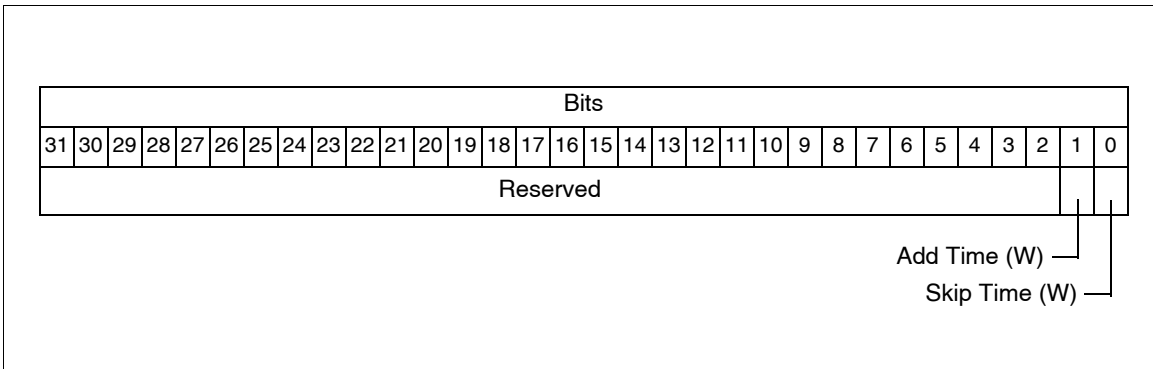 Bits
31 30 29 28 27 26 25 24 23 22 21 20 19 18 17 16 15 14 13 12 11 10 9 8 7 6 5 4 3 2 1 0
Reserved
Add Time (W)
Skip Time (W)